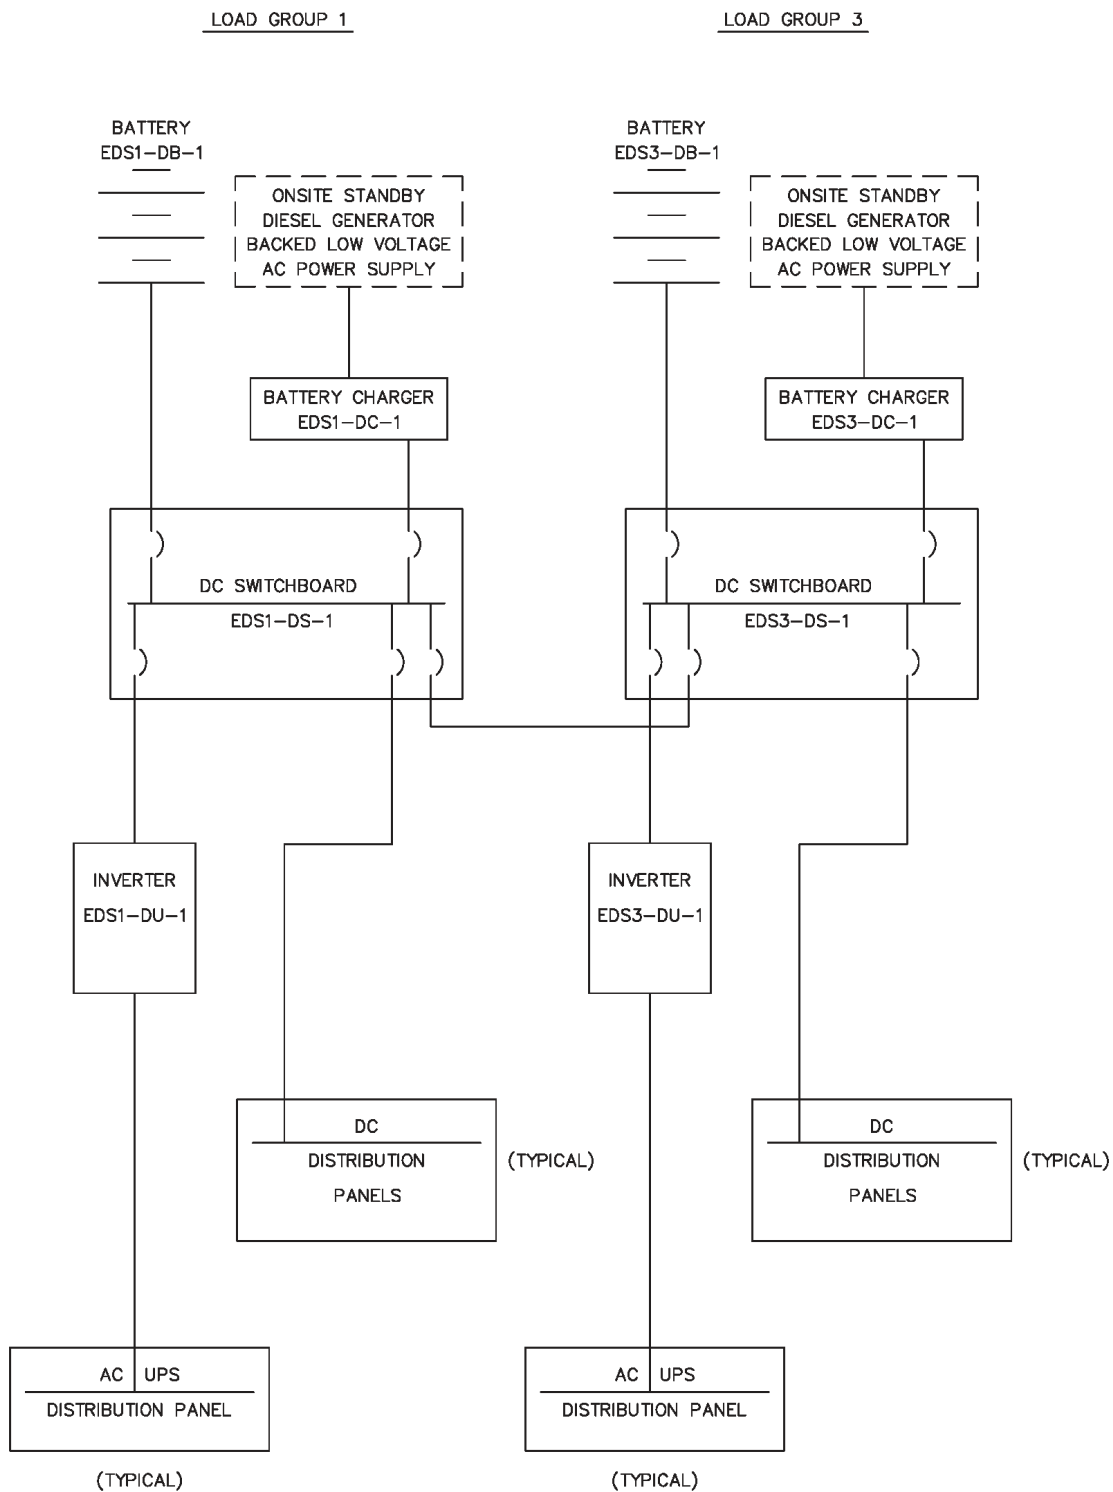 LOAD GROUP 1
LOAD GROUP 3
BATTERY
EDS1-DB-1
ONSITE STANDBY
DIESEL GENERATOR
BACKED LOW VOLTAGE
AC POWER SUPPLY
BATTERY
EDS3-DB-1
ONSITE STANDBY
DIESEL GENERATOR
BACKED LOW VOLTAGE
AC POWER SUPPLY
BATTERY CHARGER
EDS1-DC-1
BATTERY CHARGER
EDS3-DC-1
DC SWITCHBOARD
EDS1-DS-1
DC SWITCHBOARD
EDS3-DS-1
INVERTER
EDS1-DU-1
INVERTER
EDS3-DU-1
DC
DISTRIBUTION
PANELS
(TYPICAL)
DC
DISTRIBUTION
PANELS
(TYPICAL)
AC UPS
DISTRIBUTION PANEL
(TYPICAL)
AC UPS
DISTRIBUTION PANEL
(TYPICAL)